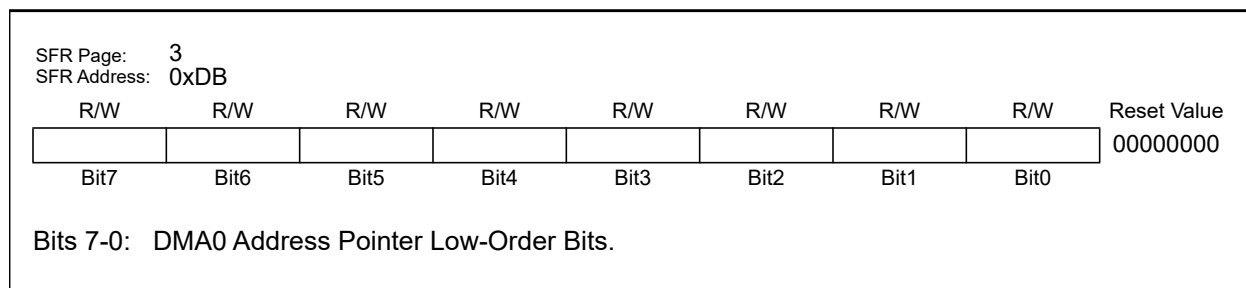 SFR Page: 3
SFR Address: 0xDB
R/W R/W R/W R/W R/W R/W R/W R/W Reset Value
00000000
Bit7 Bit6 Bit5 Bit4 Bit3 Bit2 Bit1 Bit0
Bits 7-0: DMA0 Address Pointer Low-Order Bits.